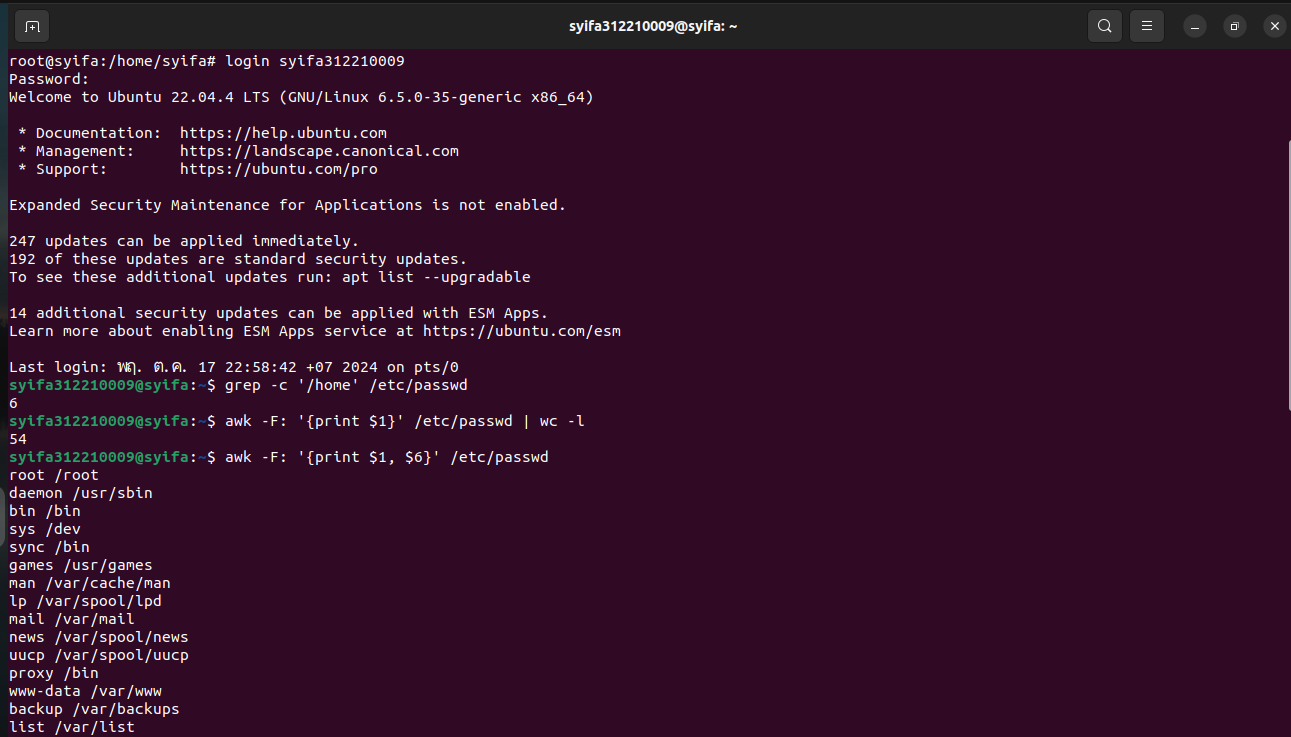 syifa312210009@syifa: ~
root@syifa:/home/syifa# login syifa312210009
Password:
Welcome to Ubuntu 22.04.4 LTS (GNU/Linux 6.5.0-35-generic x86_64)
* Documentation:  https://help.ubuntu.com
* Management:     https://landscape.canonical.com
* Support:        https://ubuntu.com/pro
Expanded Security Maintenance for Applications is not enabled.
247 updates can be applied immediately.
192 of these updates are standard security updates.
To see these additional updates run: apt list --upgradable
14 additional security updates can be applied with ESM Apps.
Learn more about enabling ESM Apps service at https://ubuntu.com/esm
Last login: พฤ. ต.ค. 17 22:58:42 +07 2024 on pts/0
syifa312210009@syifa:~$ grep -c '/home' /etc/passwd
6
syifa312210009@syifa:~$ awk -F: '{print $1}' /etc/passwd | wc -l
54
syifa312210009@syifa:~$ awk -F: '{print $1, $6}' /etc/passwd
root /root
daemon /usr/sbin
bin /bin
sys /dev
sync /bin
games /usr/games
man /var/cache/man
lp /var/spool/lpd
mail /var/mail
news /var/spool/news
uucp /var/spool/uucp
proxy /bin
www-data /var/www
backup /var/backups
list /var/list